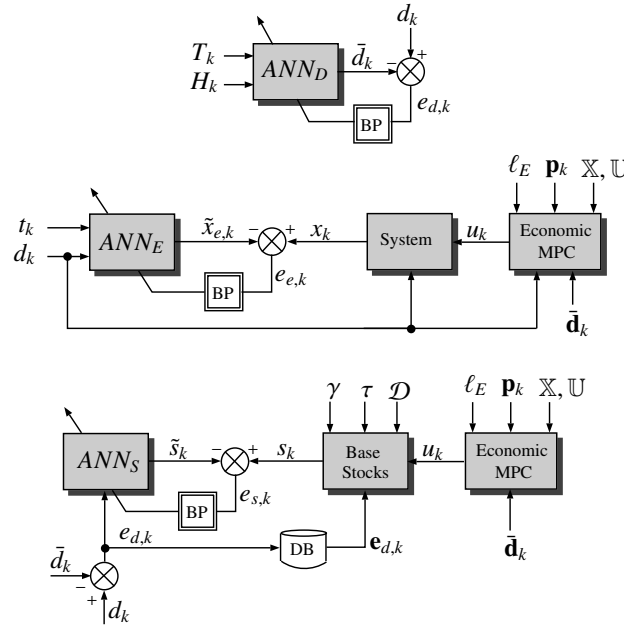 d_k
T_k
H_k
ANN_D
d̄_k
−
+
e_{d,k}
BP
ℓ_E
𝐩_k
𝕏, 𝕌
t_k
d_k
ANN_E
x̃_{e,k}
−
+
x_k
System
u_k
Economic
MPC
BP
e_{e,k}
𝐝̄_k
γ
τ
𝒟
ℓ_E
𝐩_k
𝕏, 𝕌
ANN_S
s̃_k
−
+
s_k
Base
Stocks
u_k
Economic
MPC
BP
e_{s,k}
e_{d,k}
DB
𝐞_{d,k}
𝐝̄_k
d̄_k
−
+
d_k